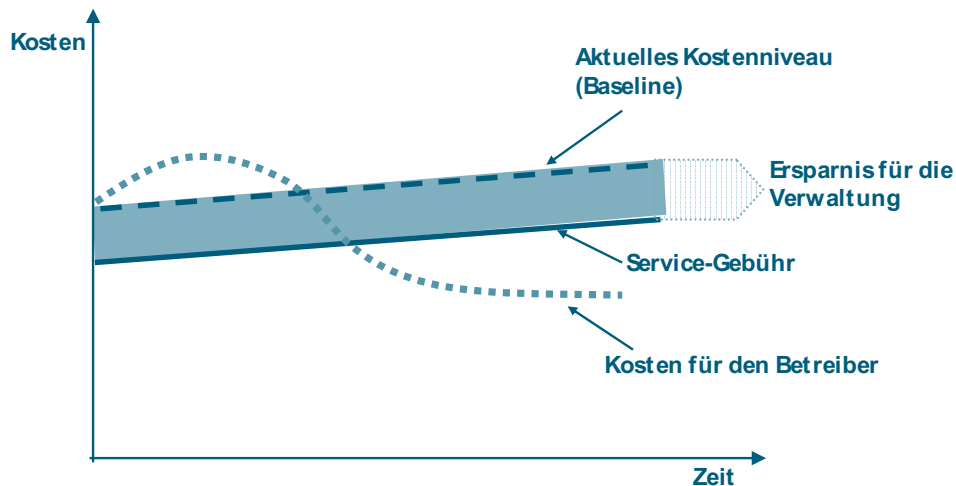 Kosten
Aktuelles Kostenniveau
(Baseline)
Ersparnis für die
Verwaltung
Service-Gebühr
Kosten für den Betreiber
Zeit